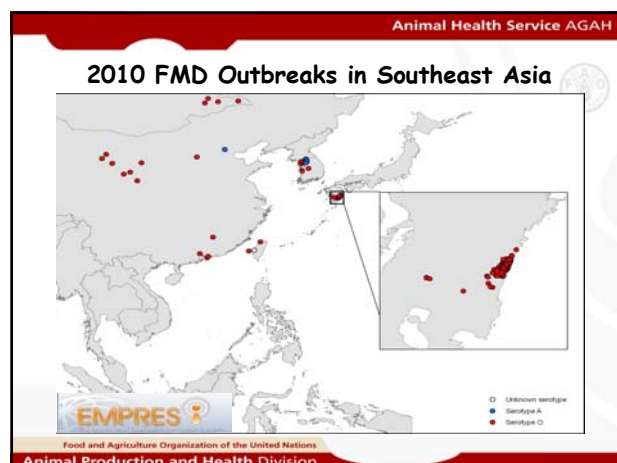 Animal Health Service AGAH
2010 FMD Outbreaks in Southeast Asia
F A O
Unknown serotype
Serotype A
Serotype O
EMPRES i
Food and Agriculture Organization of the United Nations
Animal Production and Health Division